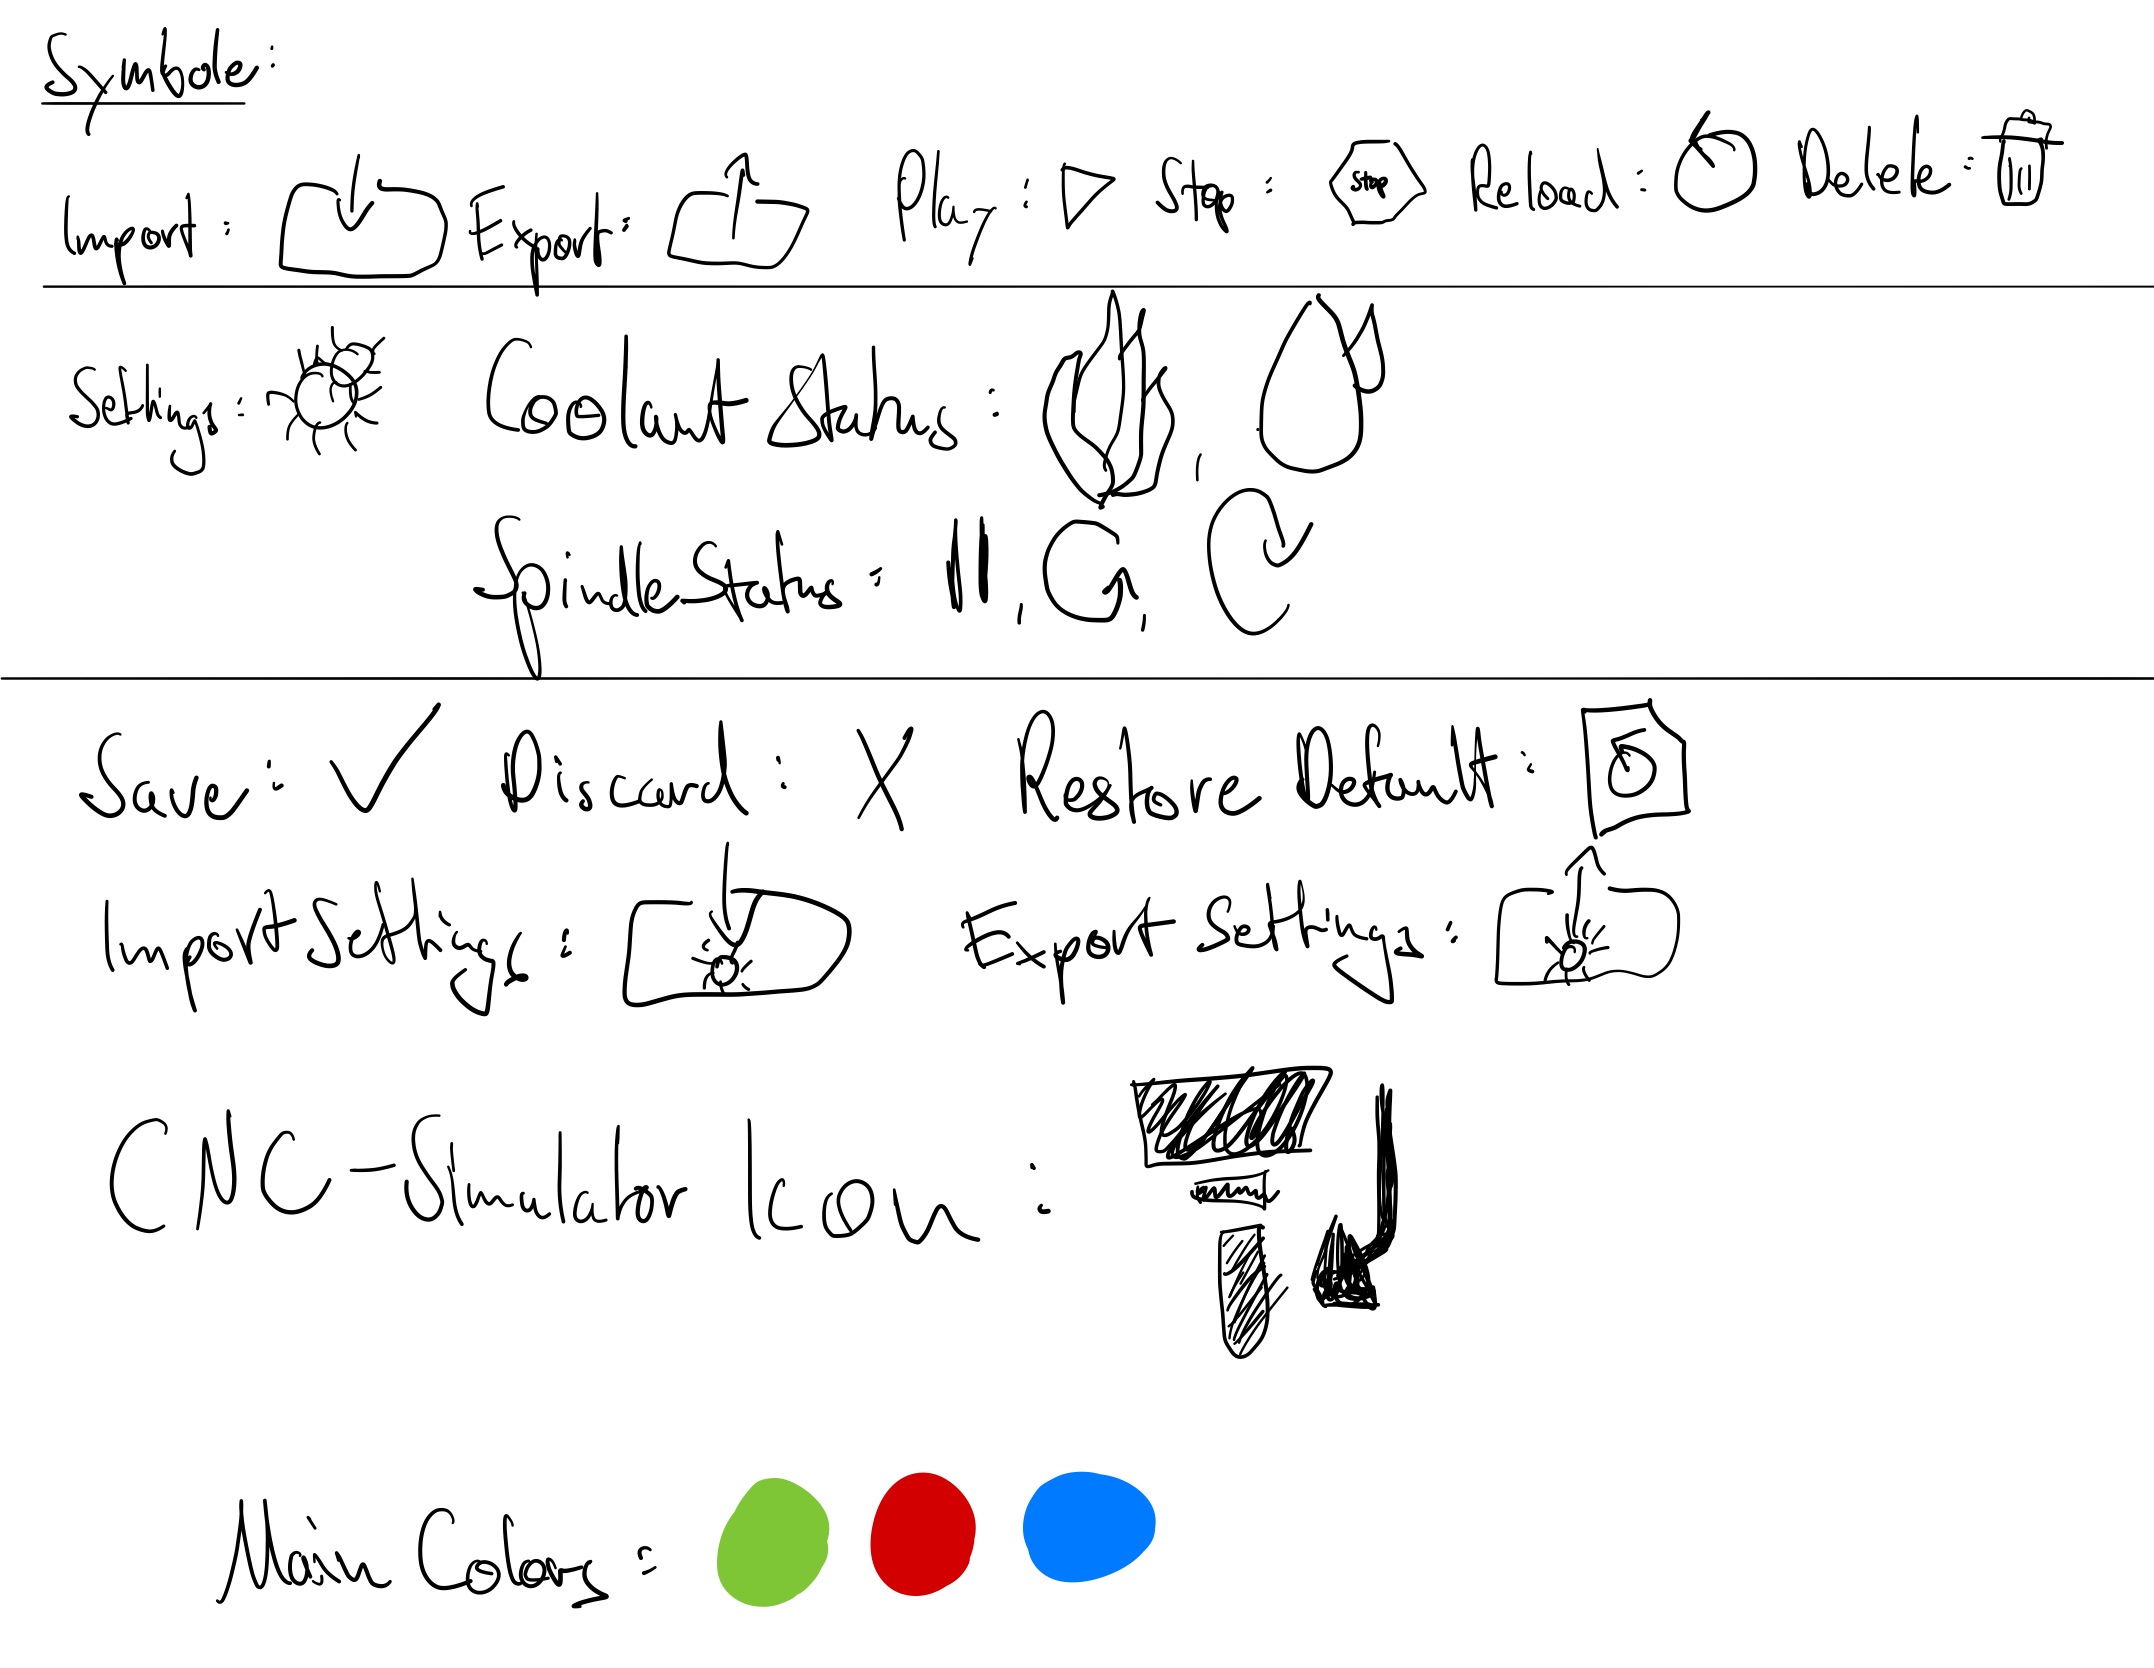 Symbole:
Import: Export: Play: Stop: Stop Reload: Delete:
Settings: Coolant Status: ,
Spindle Status: , ,
Save: Discard: Restore Default:
Import Settings: Export Settings:
CNC-Simulator Icon:
Main Colors: